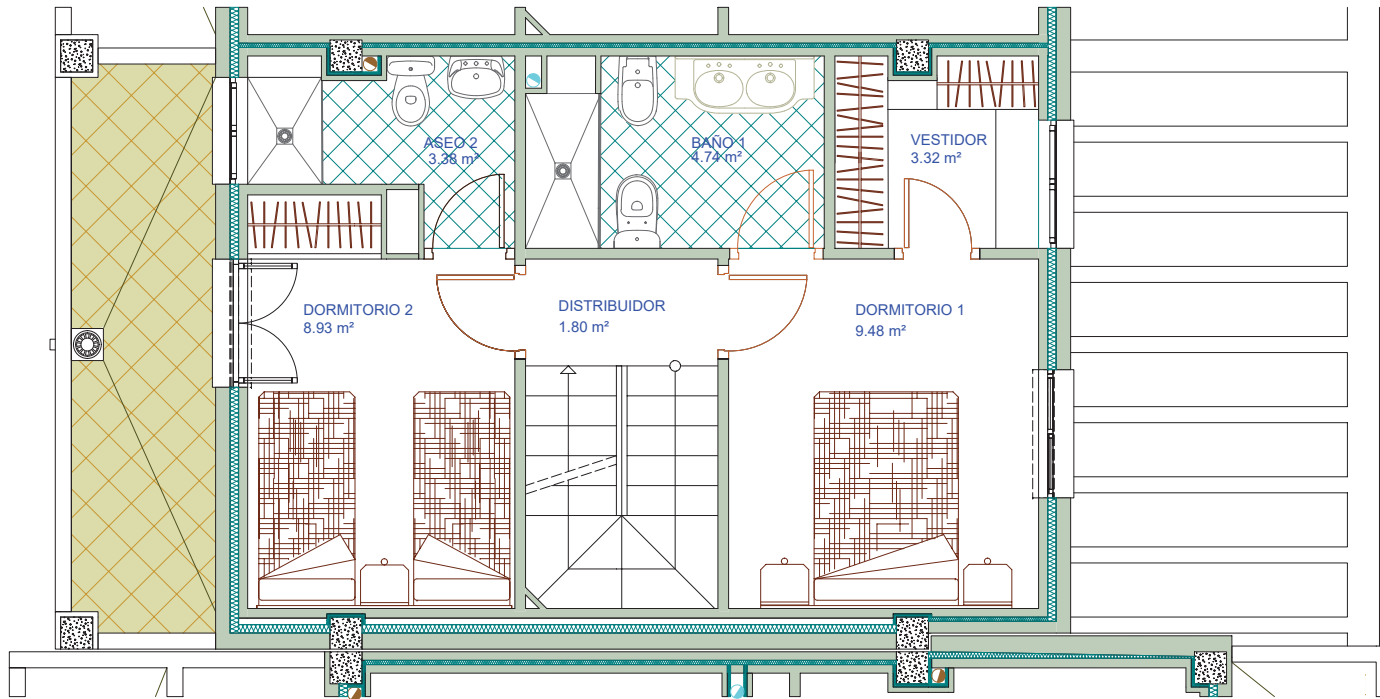 ASEO 2
3.38 m²
BAÑO 1
4.74 m²
VESTIDOR
3.32 m²
DORMITORIO 2
8.93 m²
DISTRIBUIDOR
1.80 m²
DORMITORIO 1
9.48 m²